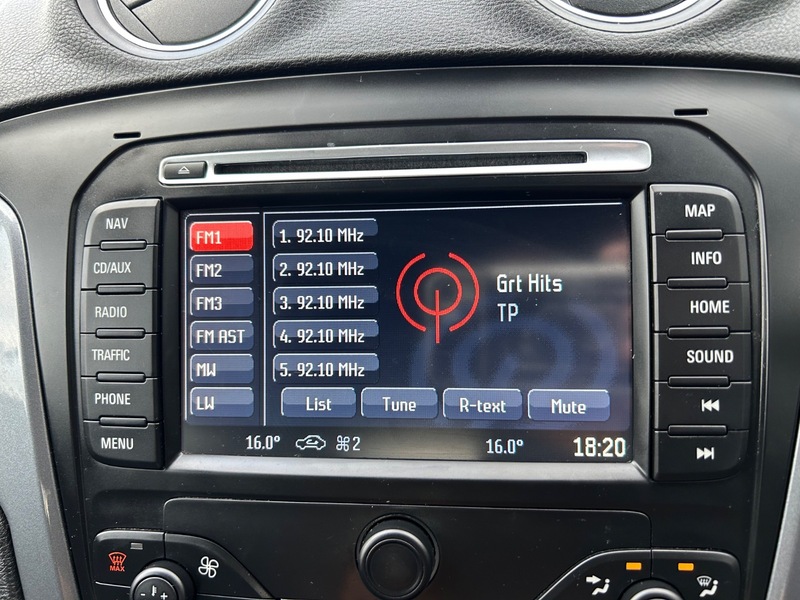 NAV
CD/AUX
RADIO
TRAFFIC
PHONE
MENU
FM1
FM2
FM3
FM AST
MW
LW
1. 92.10 MHz
2. 92.10 MHz
3. 92.10 MHz
4. 92.10 MHz
5. 92.10 MHz
Grt Hits
TP
List
Tune
R-text
Mute
16.0°
2
16.0°
18:20
MAP
INFO
HOME
SOUND
MAX
- F +